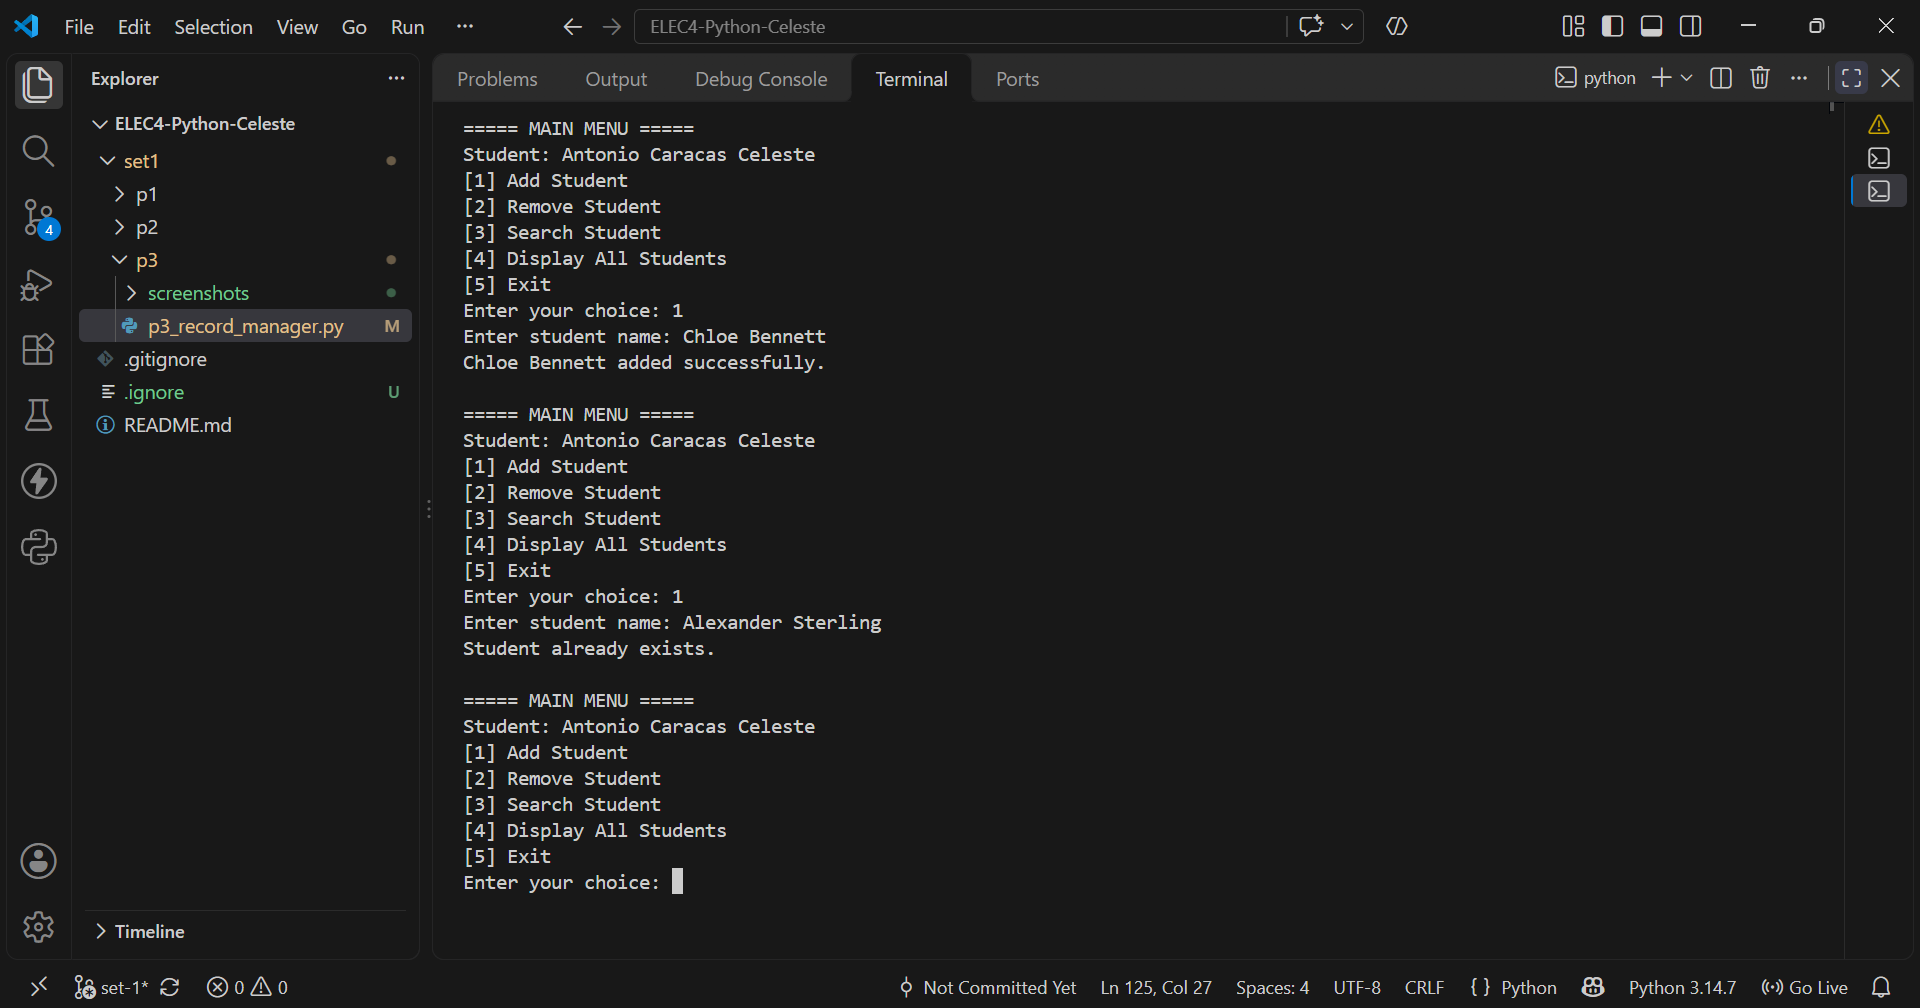 File Edit Selection View Go Run ··· ELEC4-Python-Celeste
Explorer
ELEC4-Python-Celeste
set1
p1
p2
p3
screenshots
p3_record_manager.py M
.gitignore
.ignore U
README.md
Timeline
4
Problems Output Debug Console Terminal Ports python
===== MAIN MENU =====
Student: Antonio Caracas Celeste
[1] Add Student
[2] Remove Student
[3] Search Student
[4] Display All Students
[5] Exit
Enter your choice: 1
Enter student name: Chloe Bennett
Chloe Bennett added successfully.
===== MAIN MENU =====
Student: Antonio Caracas Celeste
[1] Add Student
[2] Remove Student
[3] Search Student
[4] Display All Students
[5] Exit
Enter your choice: 1
Enter student name: Alexander Sterling
Student already exists.
===== MAIN MENU =====
Student: Antonio Caracas Celeste
[1] Add Student
[2] Remove Student
[3] Search Student
[4] Display All Students
[5] Exit
Enter your choice:
set-1* 0 0 Not Committed Yet Ln 125, Col 27 Spaces: 4 UTF-8 CRLF { } Python Python 3.14.7 Go Live